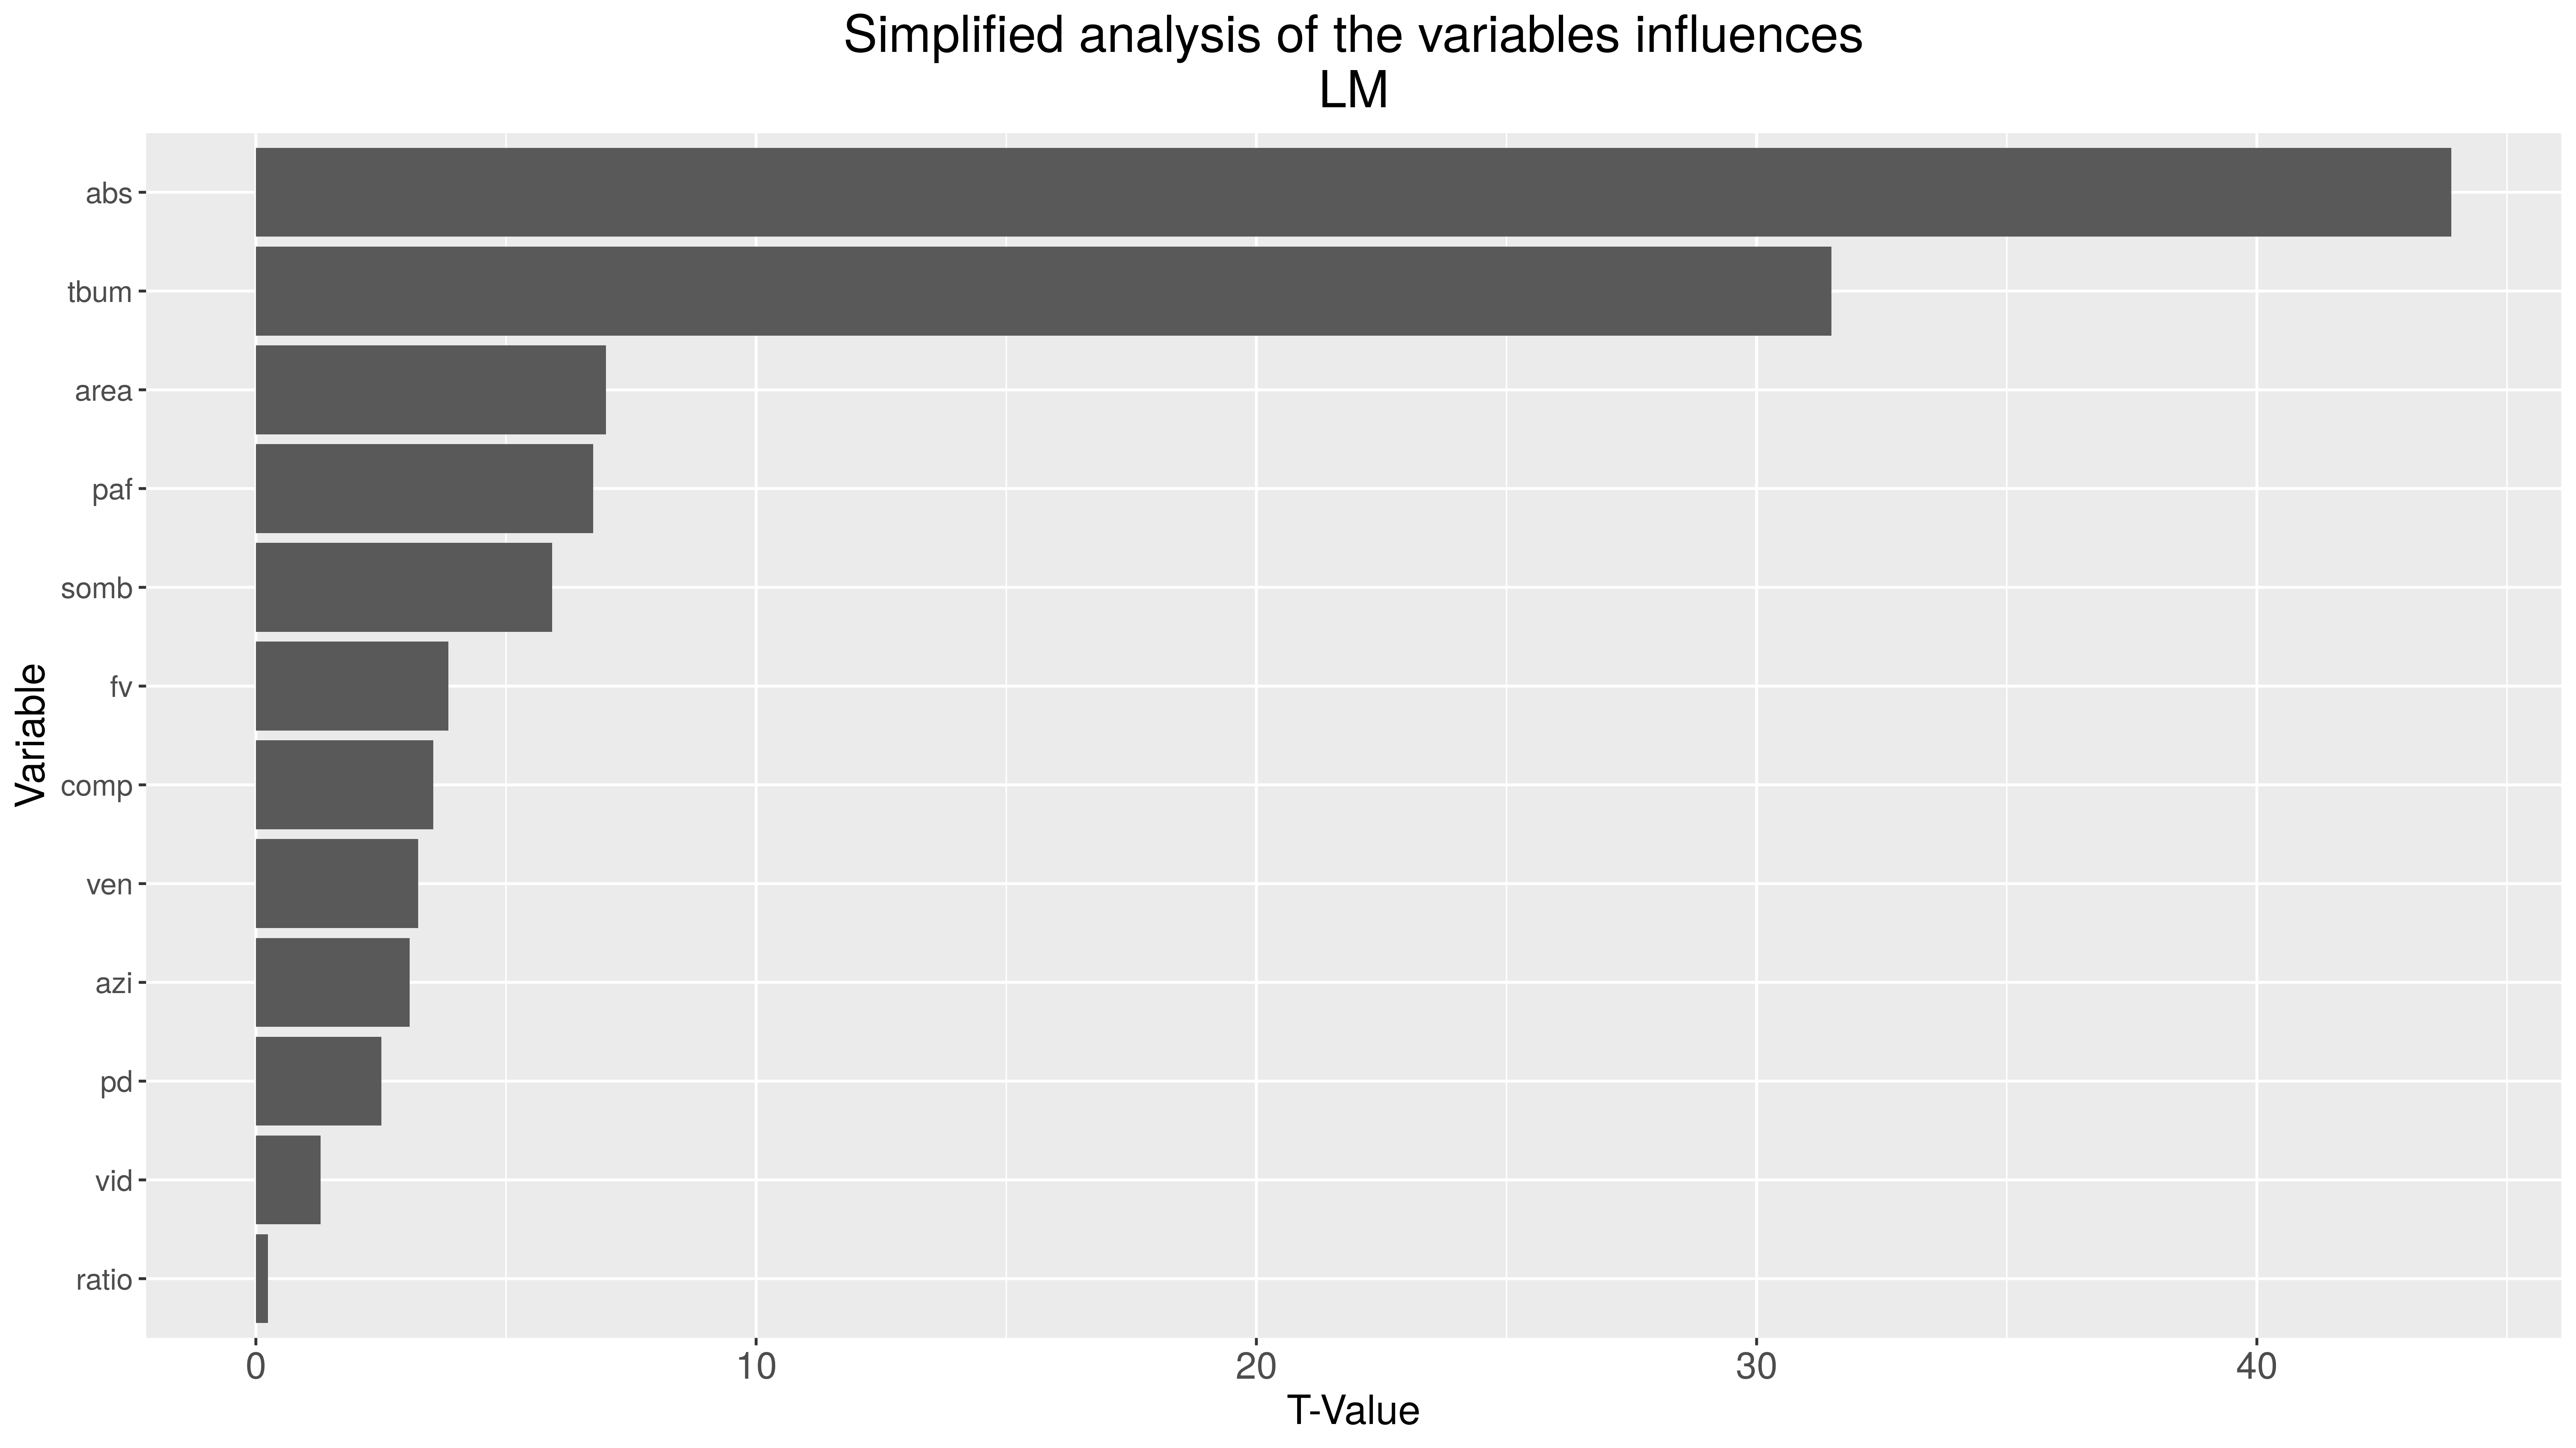 Simplified analysis of the variables influences
LM
Variable
abs
tbum
area
paf
somb
fv
comp
ven
azi
pd
vid
ratio
0 10 20 30 40
T-Value